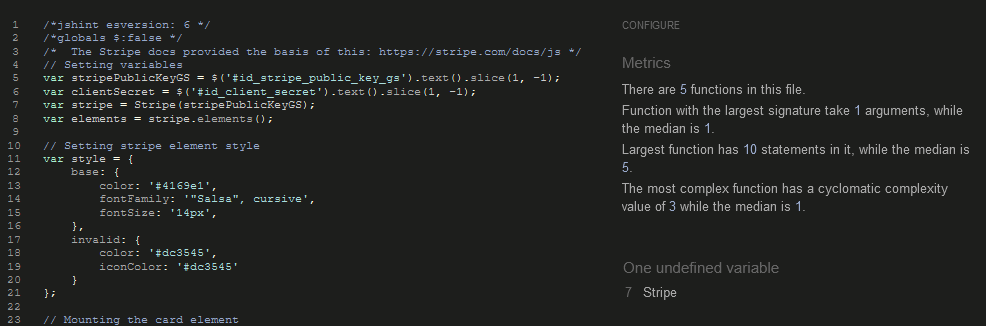 1 /*jshint esversion: 6 */
2 /*globals $:false */
3 /*  The Stripe docs provided the basis of this: https://stripe.com/docs/js */
4 // Setting variables
5 var stripePublicKeyGS = $('#id_stripe_public_key_gs').text().slice(1, -1);
6 var clientSecret = $('#id_client_secret').text().slice(1, -1);
7 var stripe = Stripe(stripePublicKeyGS);
8 var elements = stripe.elements();
9
10 // Setting stripe element style
11 var style = {
12     base: {
13         color: '#4169e1',
14         fontFamily: '"Salsa", cursive',
15         fontSize: '14px',
16     },
17     invalid: {
18         color: '#dc3545',
19         iconColor: '#dc3545'
20     }
21 };
22
23 // Mounting the card element
CONFIGURE
Metrics
There are 5 functions in this file.
Function with the largest signature take 1 arguments, while
the median is 1.
Largest function has 10 statements in it, while the median is
5.
The most complex function has a cyclomatic complexity
value of 3 while the median is 1.
One undefined variable
7 Stripe